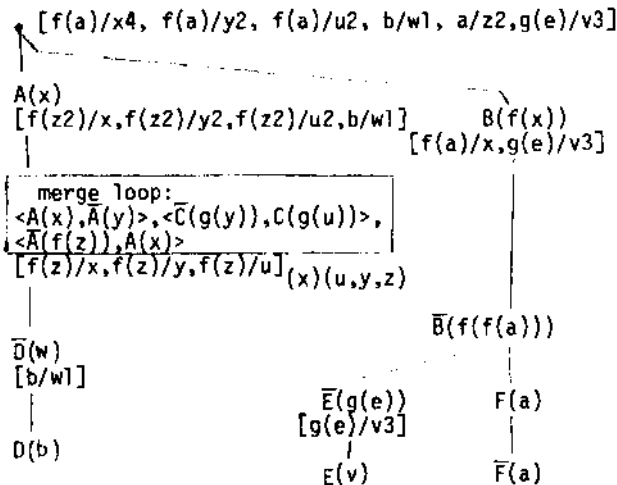 [f(a)/x4, f(a)/y2, f(a)/u2, b/w1, a/z2,g(e)/v3]
A(x)
[f(z2)/x,f(z2)/y2,f(z2)/u2,b/w1]
B(f(x))
[f(a)/x,g(e)/v3]
merge loop:
<A(x),A̅(y)>,<C̅(g(y)),C(g(u))>,
<A̅(f(z)),A(x)>
[f(z)/x,f(z)/y,f(z)/u](x)(u,y,z)
B̅(f(f(a)))
D̅(w)
[b/w1]
E̅(g(e))
[g(e)/v3]
F(a)
D(b)
E(v)
F̅(a)